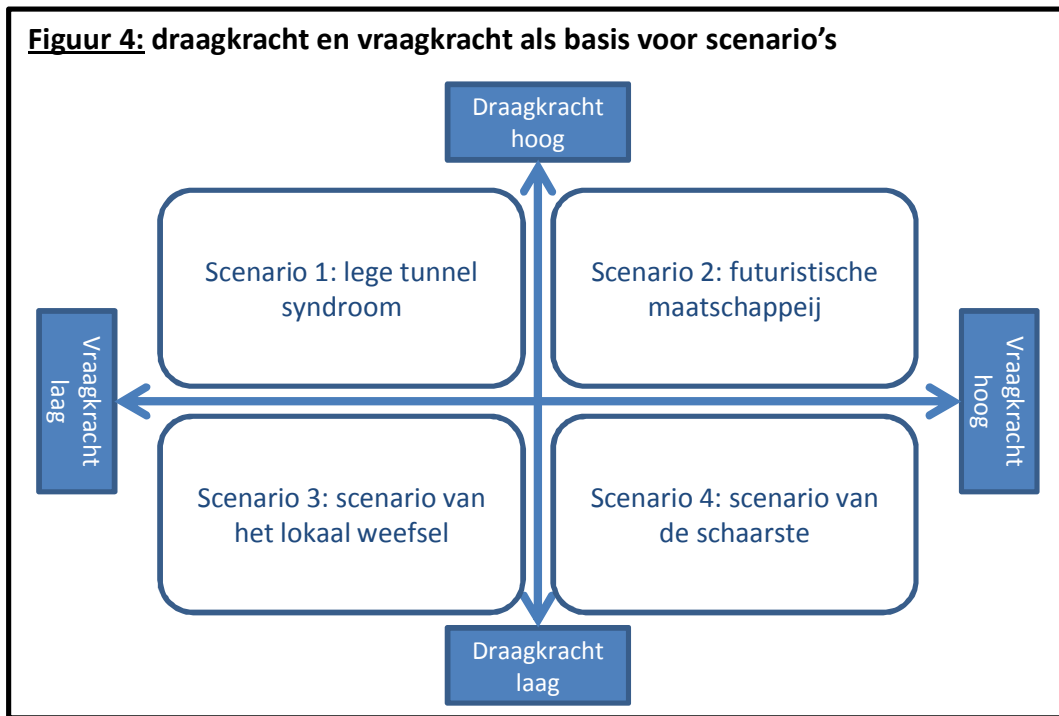 Figuur 4: draagkracht en vraagkracht als basis voor scenario's
Draagkracht
hoog
Scenario 1: lege tunnel
syndroom
Scenario 2: futuristische
maatschappeij
Vraagkracht
laag
Vraagkracht
hoog
Scenario 3: scenario van
het lokaal weefsel
Scenario 4: scenario van
de schaarste
Draagkracht
laag